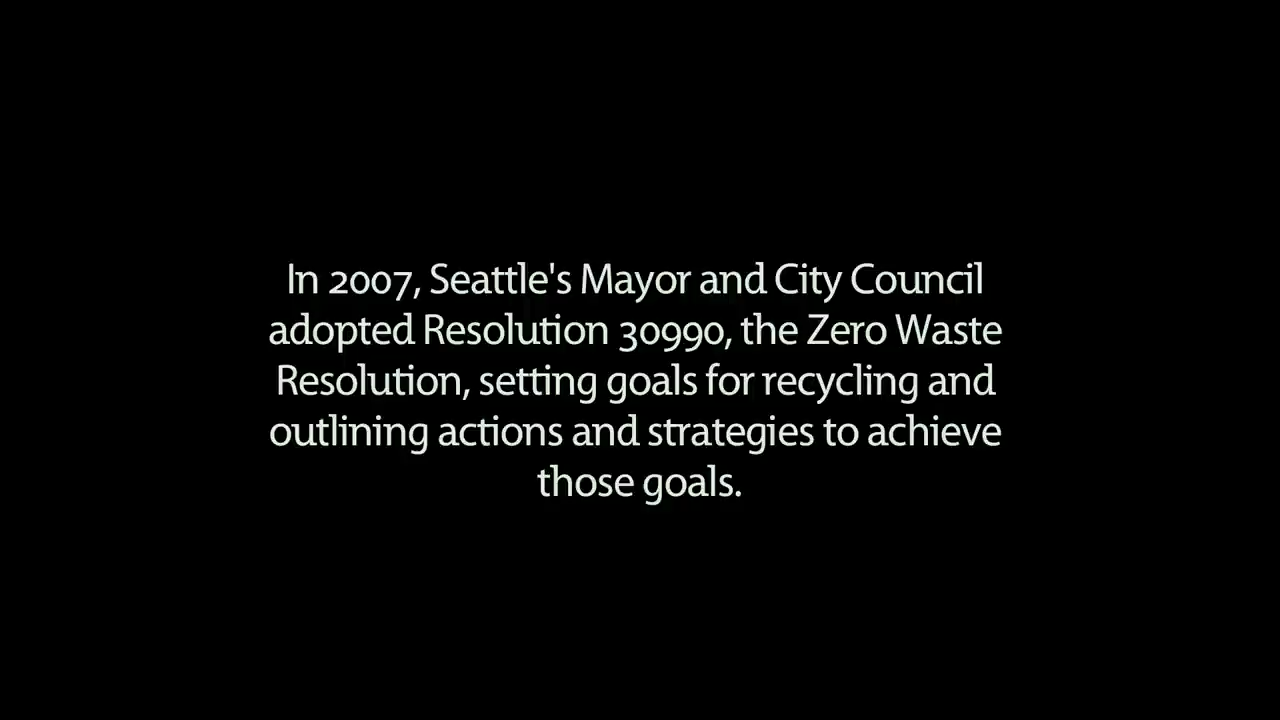 In 2007, Seattle's Mayor and City Council
adopted Resolution 30990, the Zero Waste
Resolution, setting goals for recycling and
outlining actions and strategies to achieve
those goals.